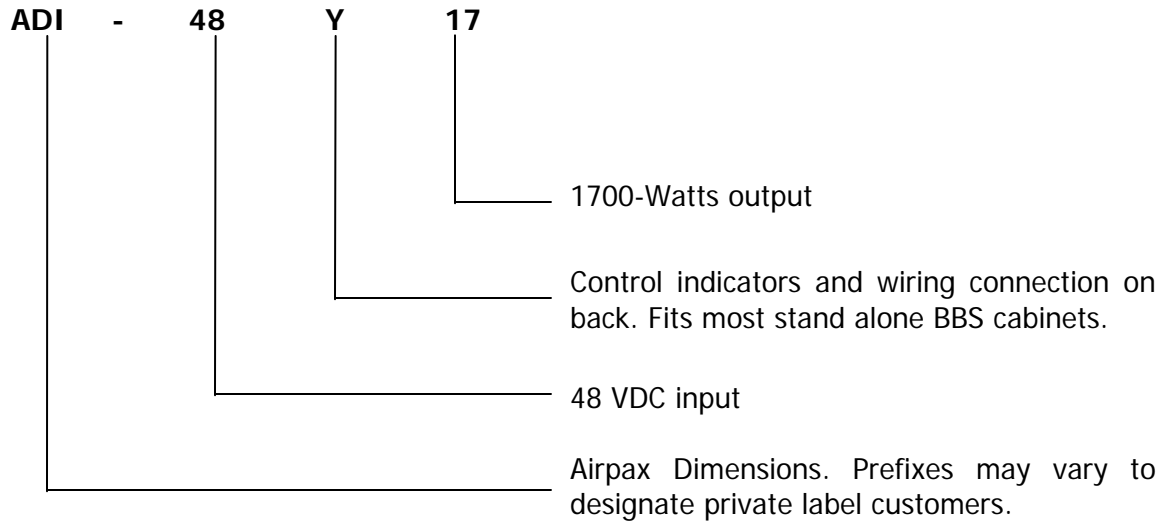 ADI - 48 Y 17
1700-Watts output
Control indicators and wiring connection on
back. Fits most stand alone BBS cabinets.
48 VDC input
Airpax Dimensions. Prefixes may vary to
designate private label customers.